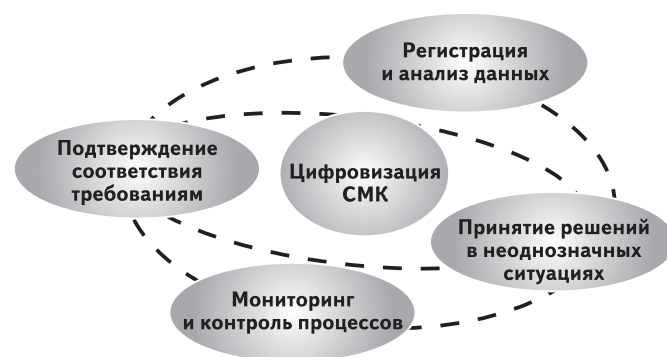 Регистрация
и анализ данных
Подтверждение
соответствия
требованиям
Цифровизация
СМК
Принятие решений
в неоднозначных
ситуациях
Мониторинг
и контроль процессов